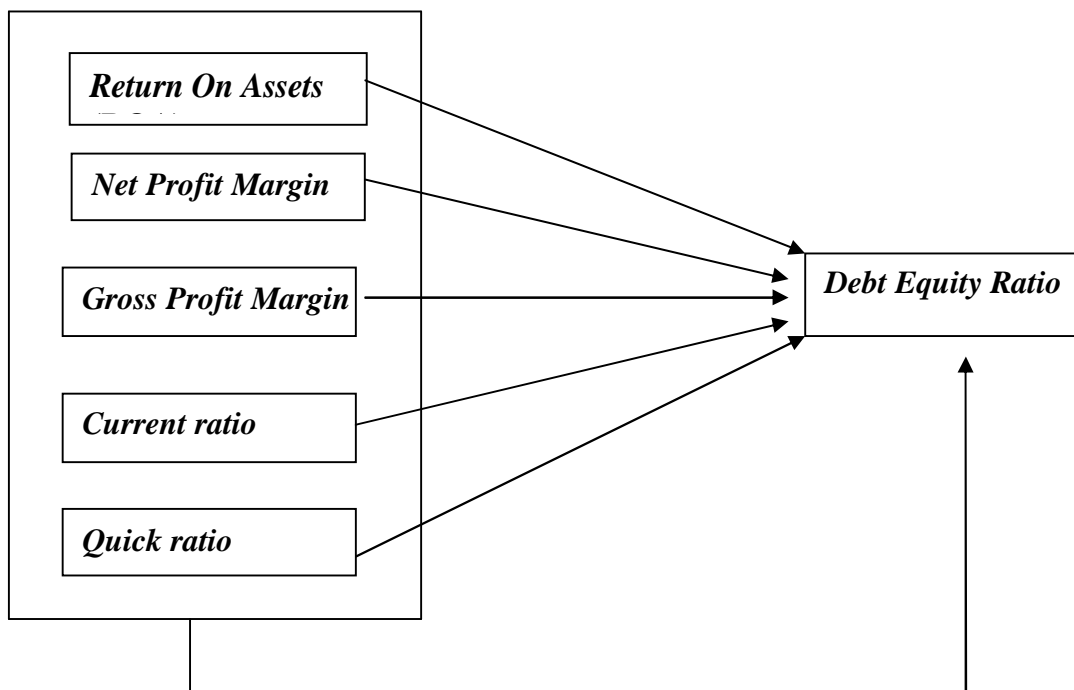 Return On Assets
Net Profit Margin
Debt Equity Ratio
Gross Profit Margin
Current ratio
Quick ratio